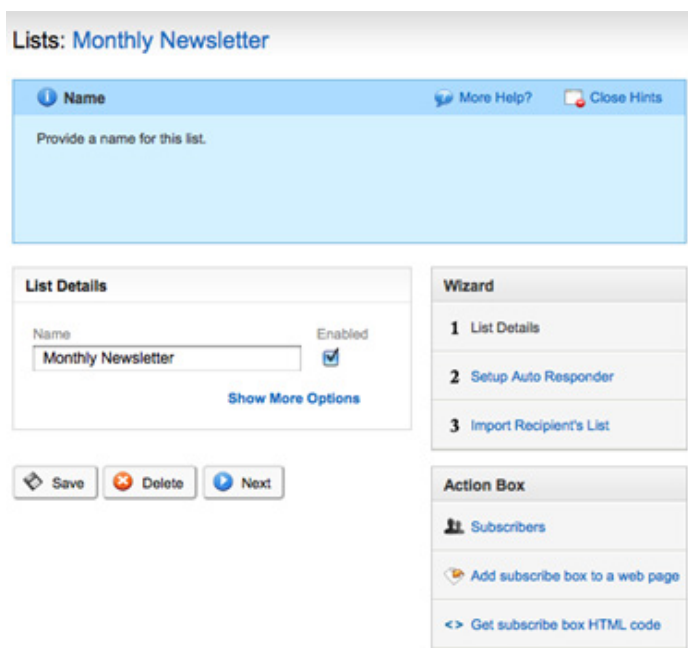 Lists: Monthly Newsletter
Name
More Help?
Close Hints
Provide a name for this list.
List Details
Name
Enabled
Monthly Newsletter
Show More Options
Save
Delete
Next
Wizard
1 List Details
2 Setup Auto Responder
3 Import Recipient's List
Action Box
Subscribers
Add subscribe box to a web page
<> Get subscribe box HTML code